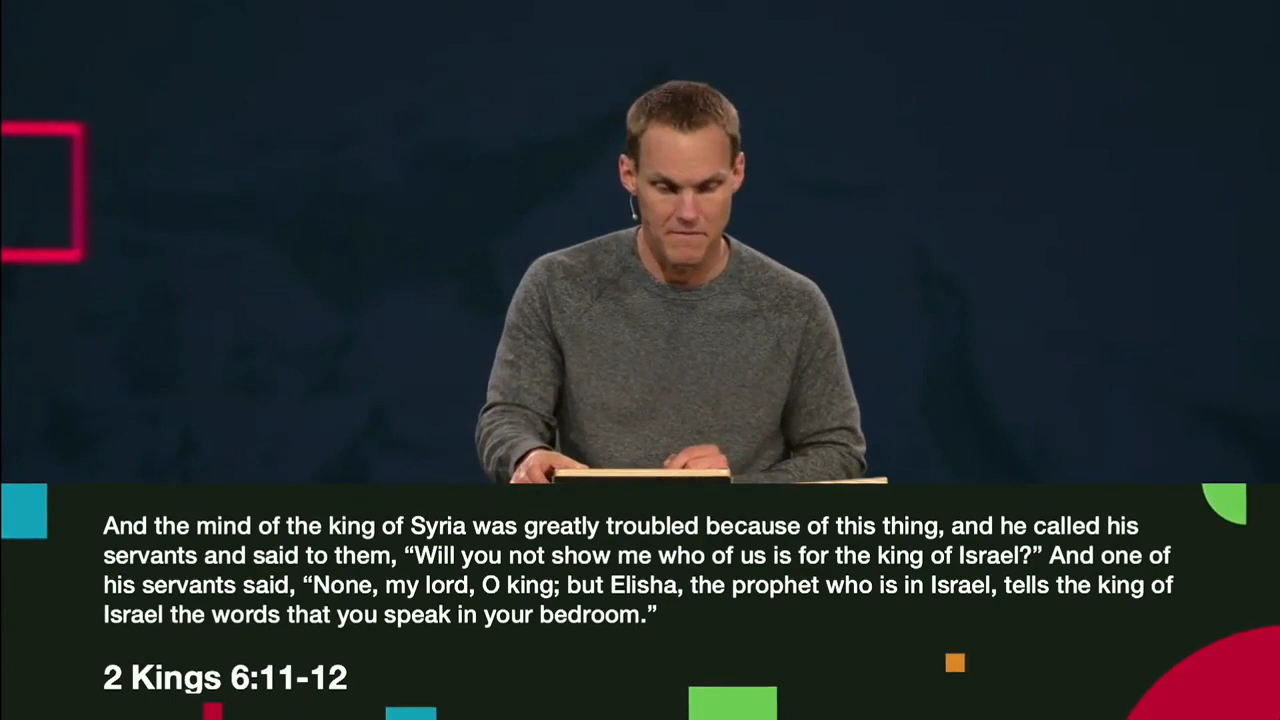 And the mind of the king of Syria was greatly troubled because of this thing, and he called his
servants and said to them, “Will you not show me who of us is for the king of Israel?” And one of
his servants said, “None, my lord, O king; but Elisha, the prophet who is in Israel, tells the king of
Israel the words that you speak in your bedroom.”
2 Kings 6:11-12